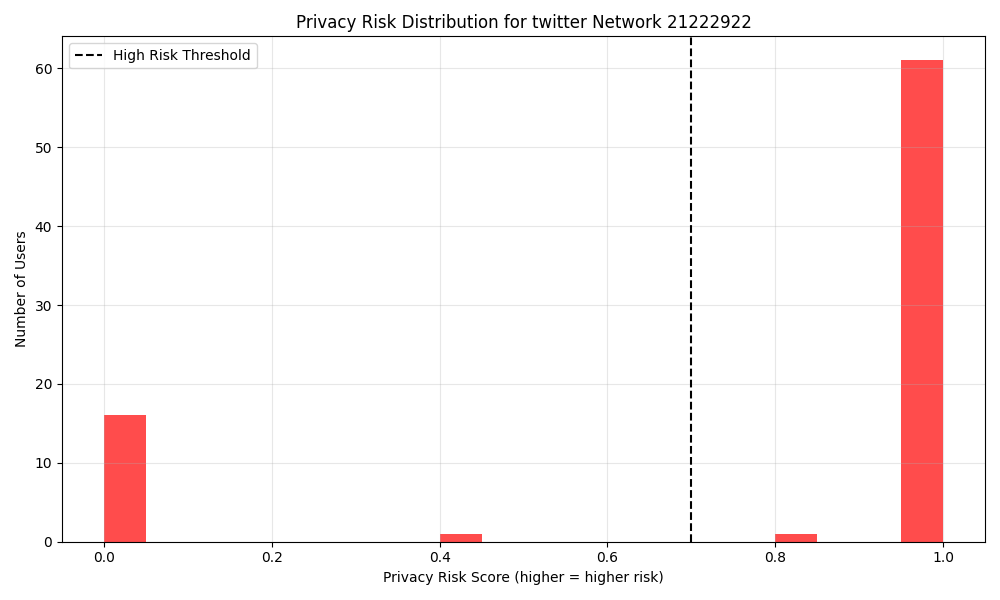 Privacy Risk Distribution for twitter Network 21222922
High Risk Threshold
Number of Users
60
50
40
30
20
10
0
0.0 0.2 0.4 0.6 0.8 1.0
Privacy Risk Score (higher = higher risk)